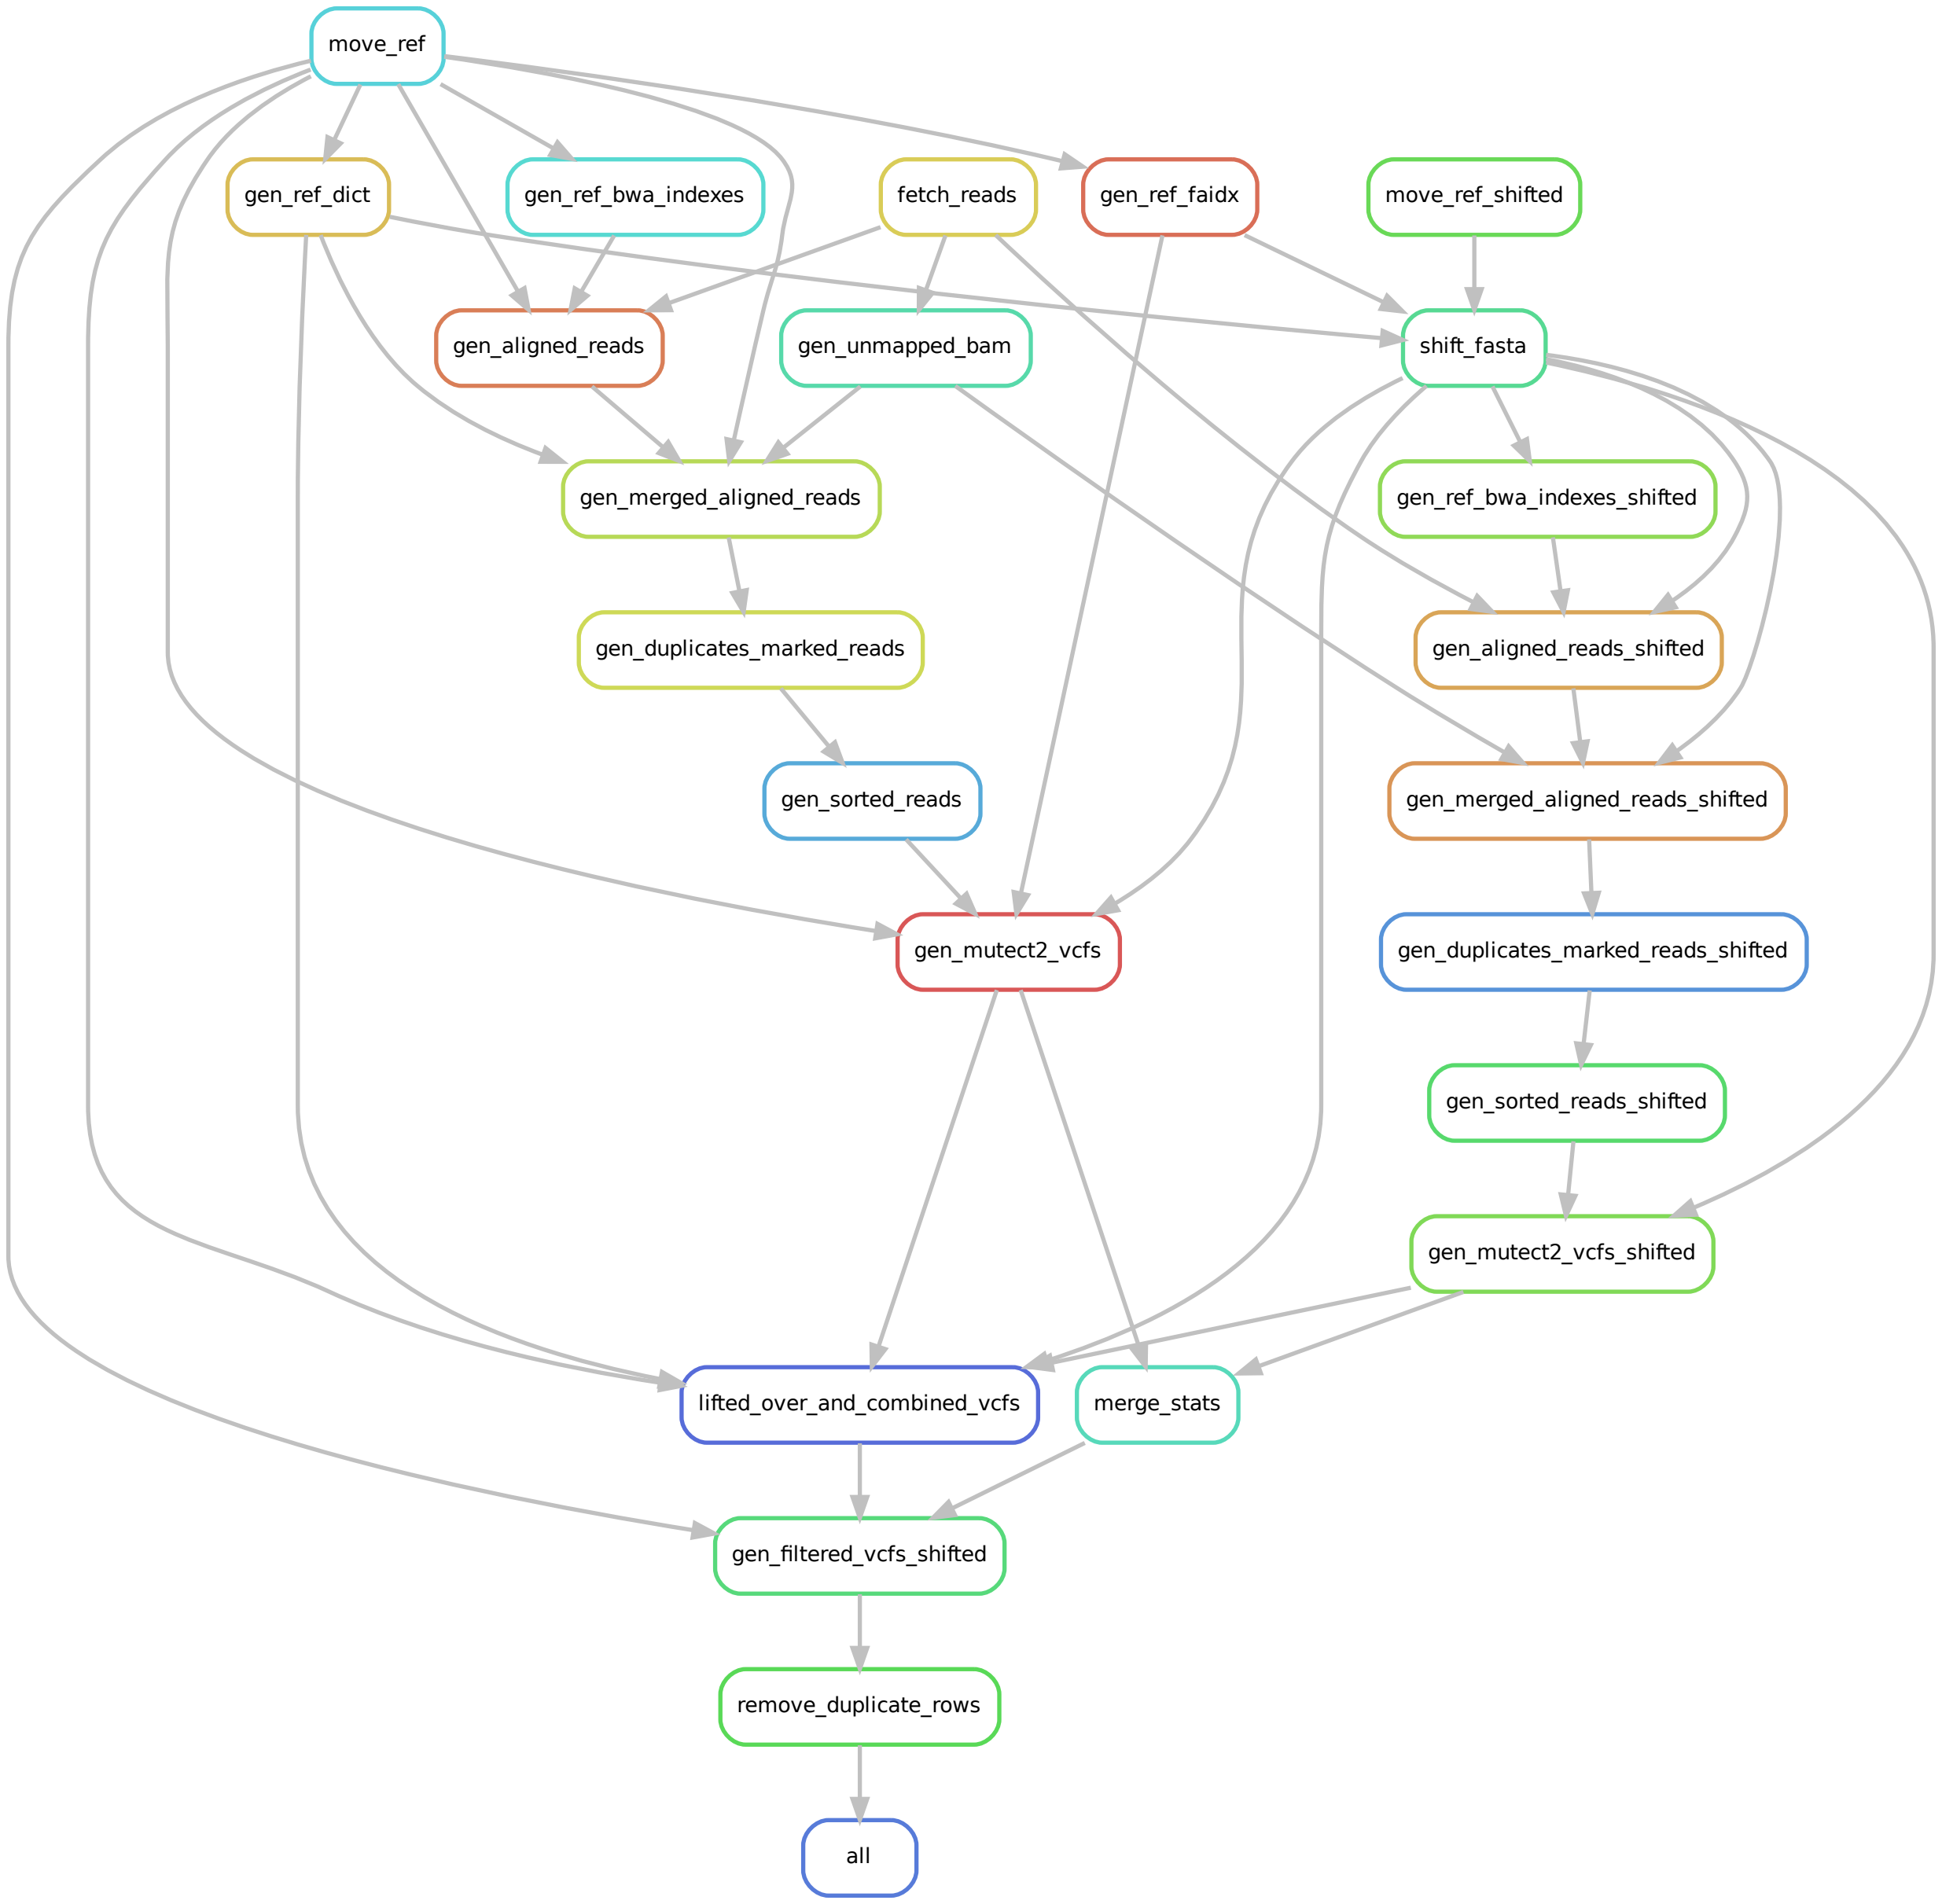 move_ref
gen_ref_dict
gen_ref_bwa_indexes
fetch_reads
gen_ref_faidx
move_ref_shifted
gen_aligned_reads
gen_unmapped_bam
shift_fasta
gen_merged_aligned_reads
gen_ref_bwa_indexes_shifted
gen_duplicates_marked_reads
gen_aligned_reads_shifted
gen_sorted_reads
gen_merged_aligned_reads_shifted
gen_mutect2_vcfs
gen_duplicates_marked_reads_shifted
gen_sorted_reads_shifted
gen_mutect2_vcfs_shifted
lifted_over_and_combined_vcfs
merge_stats
gen_filtered_vcfs_shifted
remove_duplicate_rows
all